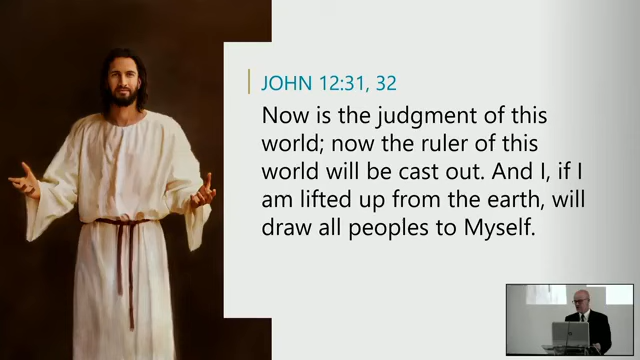 JOHN 12:31, 32
Now is the judgment of this
world; now the ruler of this
world will be cast out. And I, if I
am lifted up from the earth, will
draw all peoples to Myself.